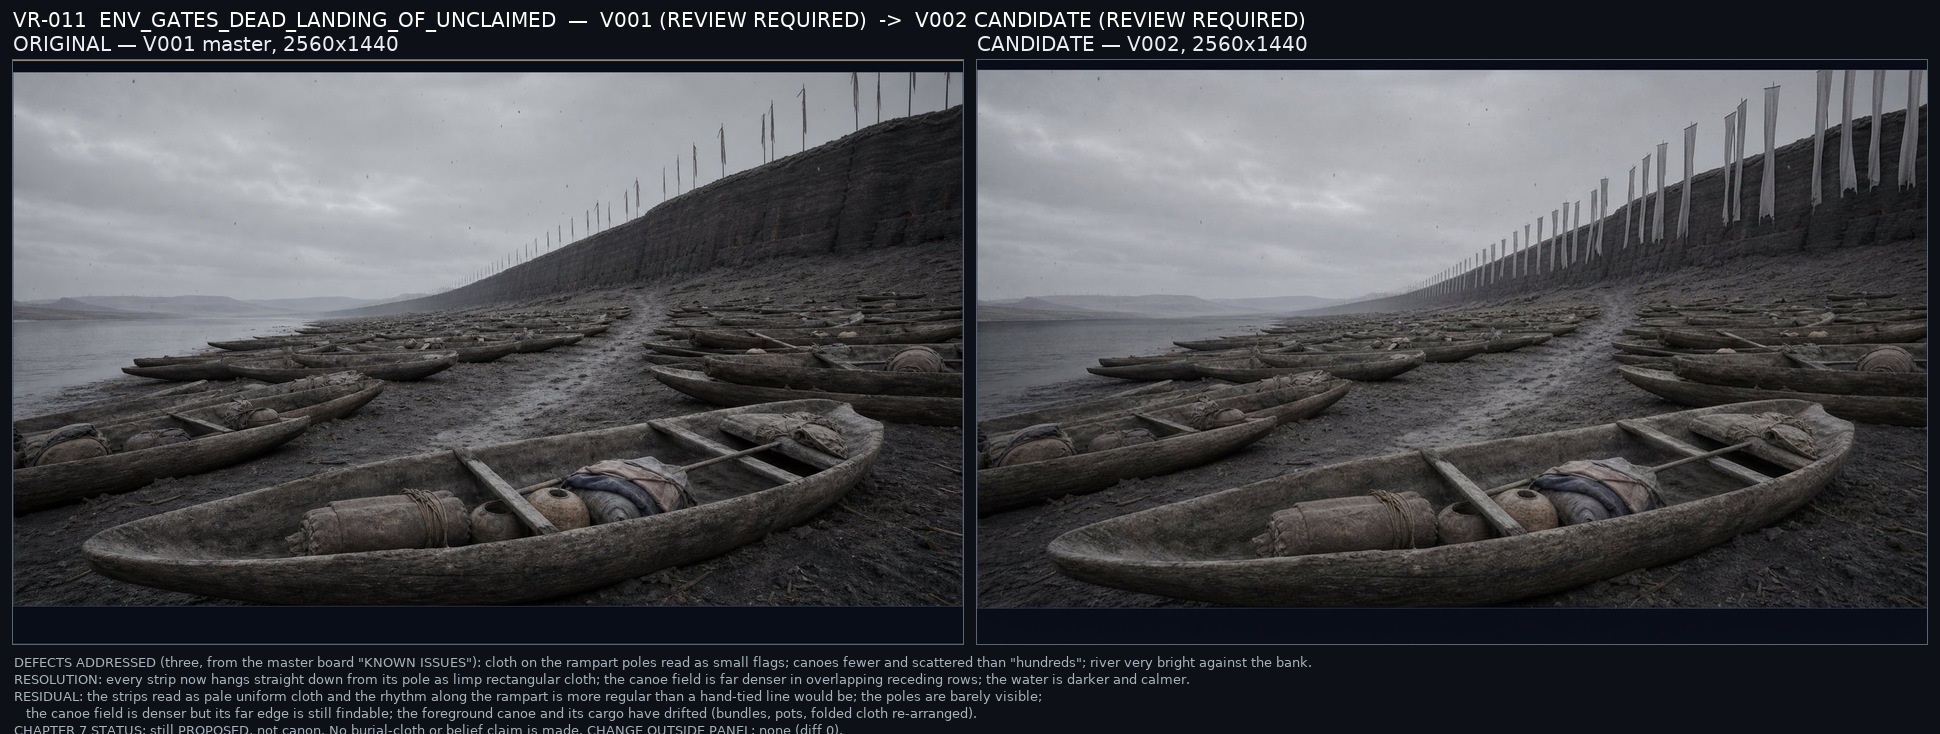 VR-011 ENV_GATES_DEAD_LANDING_OF_UNCLAIMED — V001 (REVIEW REQUIRED) -> V002 CANDIDATE (REVIEW REQUIRED)
ORIGINAL — V001 master, 2560x1440
CANDIDATE — V002, 2560x1440
DEFECTS ADDRESSED (three, from the master board "KNOWN ISSUES"): cloth on the rampart poles read as small flags; canoes fewer and scattered than "hundreds"; river very bright against the bank.
RESOLUTION: every strip now hangs straight down from its pole as limp rectangular cloth; the canoe field is far denser in overlapping receding rows; the water is darker and calmer.
RESIDUAL: the strips read as pale uniform cloth and the rhythm along the rampart is more regular than a hand-tied line would be; the poles are barely visible;
the canoe field is denser but its far edge is still findable; the foreground canoe and its cargo have drifted (bundles, pots, folded cloth re-arranged).
CHAPTER 7 STATUS: still PROPOSED, not canon. No burial-cloth or belief claim is made. CHANGE OUTSIDE PANEL: none (diff 0).